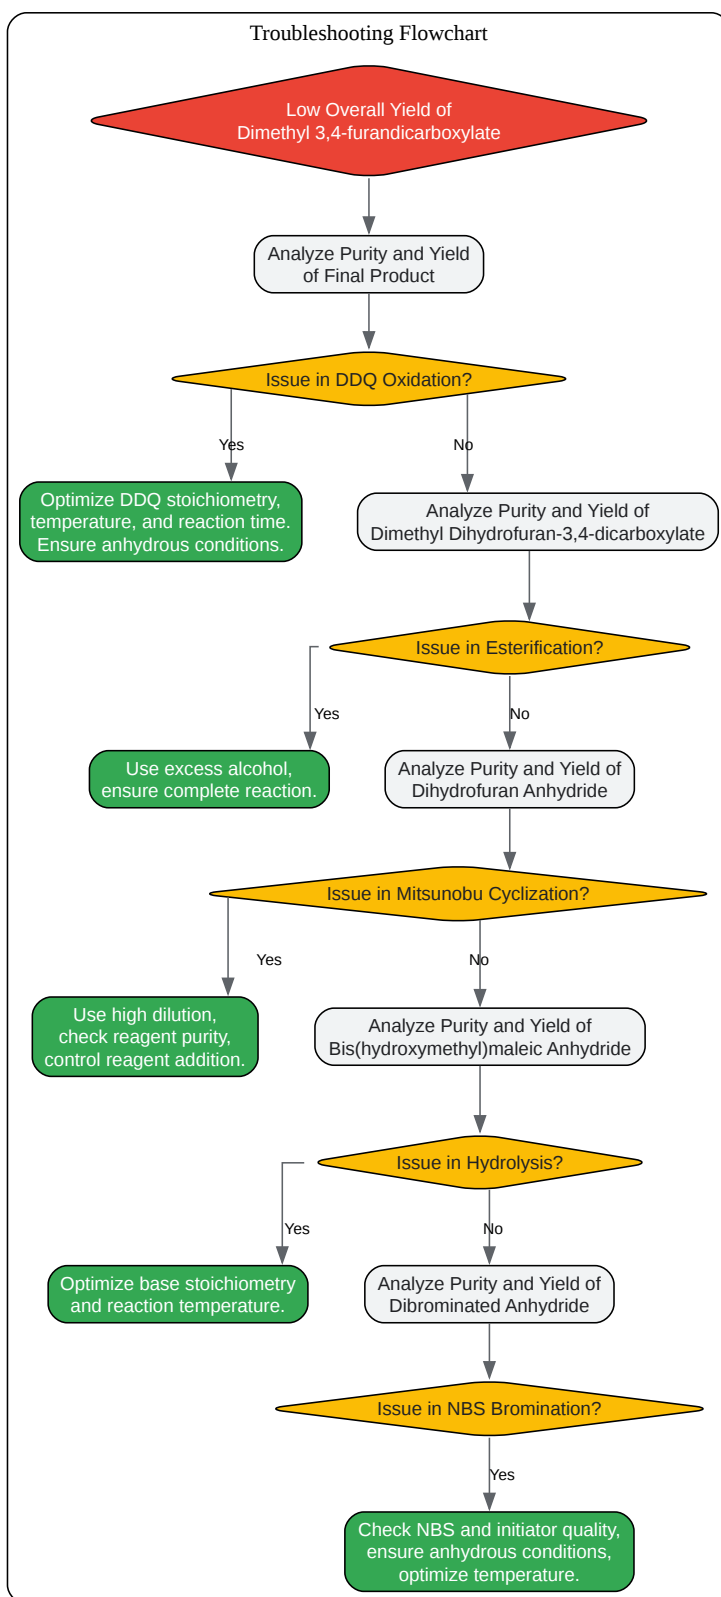 Troubleshooting Flowchart
Low Overall Yield of
Dimethyl 3,4-furandicarboxylate
Analyze Purity and Yield
of Final Product
Issue in DDQ Oxidation?
Yes
No
Optimize DDQ stoichiometry,
temperature, and reaction time.
Ensure anhydrous conditions.
Analyze Purity and Yield of
Dimethyl Dihydrofuran-3,4-dicarboxylate
Issue in Esterification?
Yes
No
Use excess alcohol,
ensure complete reaction.
Analyze Purity and Yield of
Dihydrofuran Anhydride
Issue in Mitsunobu Cyclization?
Yes
No
Use high dilution,
check reagent purity,
control reagent addition.
Analyze Purity and Yield of
Bis(hydroxymethyl)maleic Anhydride
Issue in Hydrolysis?
Yes
No
Optimize base stoichiometry
and reaction temperature.
Analyze Purity and Yield of
Dibrominated Anhydride
Issue in NBS Bromination?
Yes
Check NBS and initiator quality,
ensure anhydrous conditions,
optimize temperature.